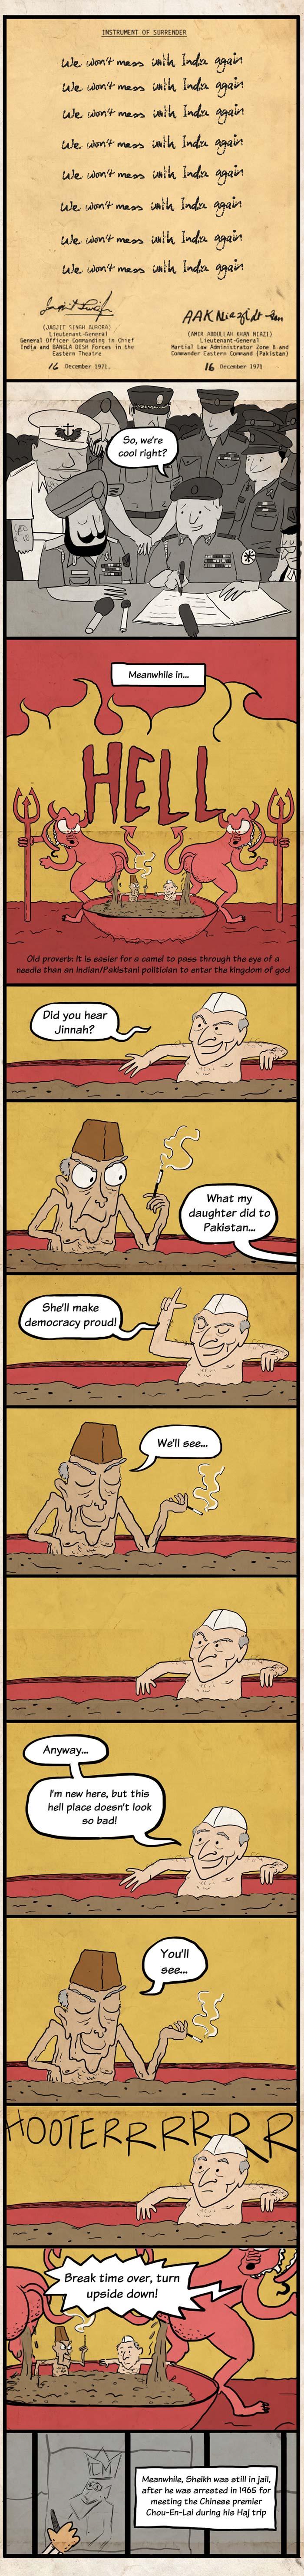 INSTRUMENT OF SURRENDER
We won't mess with India again
We won't mess with India again
We won't mess with India again
We won't mess with India again
We won't mess with India again
We won't mess with India again
We won't mess with India again
We won't mess with India again
AAK Niazi Lt-Gen
(JAGJIT SINGH AURORA)
Lieutenant-General
General Officer Commanding in Chief
India and BANGLA DESH Forces in the
Eastern Theatre
16 December 1971.
(AMIR ABDULLAH KHAN NIAZI)
Lieutenant-General
Martial Law Administrator Zone B and
Commander Eastern Command (Pakistan)
16 December 1971
So, we're
cool right?
Meanwhile in...
HELL
Old proverb: it is easier for a camel to pass through the eye of a
needle than an Indian/Pakistani politician to enter the kingdom of god
Did you hear
Jinnah?
What my
daughter did to
Pakistan...
She'll make
democracy proud!
We'll see...
Anyway...
I'm new here, but this
hell place doesn't look
so bad!
You'll
see...
HOOTERRRRRR
Break time over, turn
upside down!
Meanwhile, Sheikh was still in jail,
after he was arrested in 1965 for
meeting the Chinese premier
Chou-En-Lai during his Haj trip